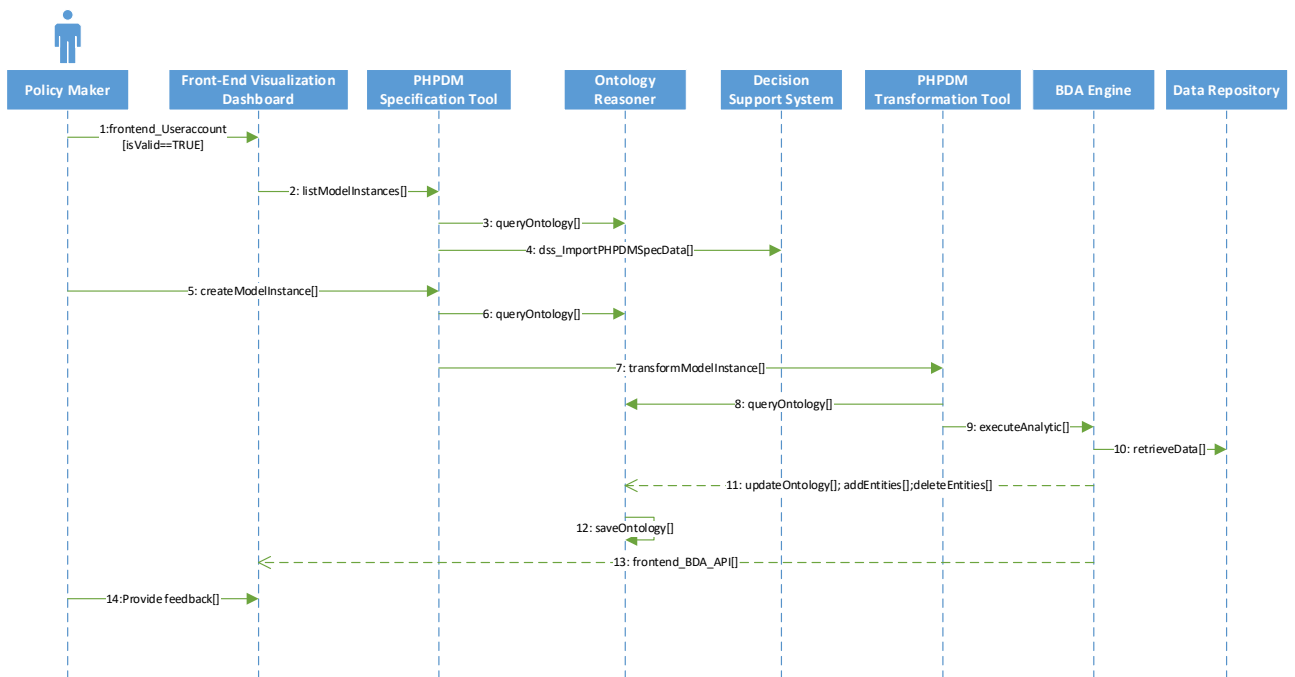 Policy Maker
Front-End Visualization
Dashboard
PHPDM
Specification Tool
Ontology
Reasoner
Decision
Support System
PHPDM
Transformation Tool
BDA Engine
Data Repository
1:frontend_Useraccount
[isValid==TRUE]
2: listModelInstances[]
3: queryOntology[]
4: dss_ImportPHPDMSpecData[]
5: createModelInstance[]
6: queryOntology[]
7: transformModelInstance[]
8: queryOntology[]
9: executeAnalytic[]
10: retrieveData[]
11: updateOntology[]; addEntities[];deleteEntities[]
12: saveOntology[]
13: frontend_BDA_API[]
14:Provide feedback[]